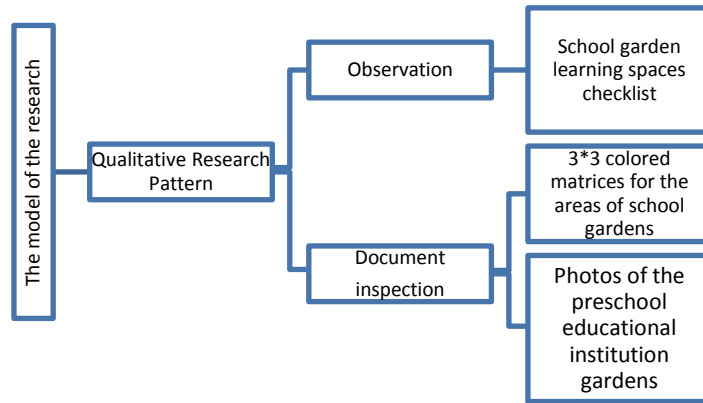 The model of the research
Qualitative Research
Pattern
Observation
School garden
learning spaces
checklist
Document
inspection
3*3 colored
matrices for the
areas of school
gardens
Photos of the
preschool
educational
institution
gardens